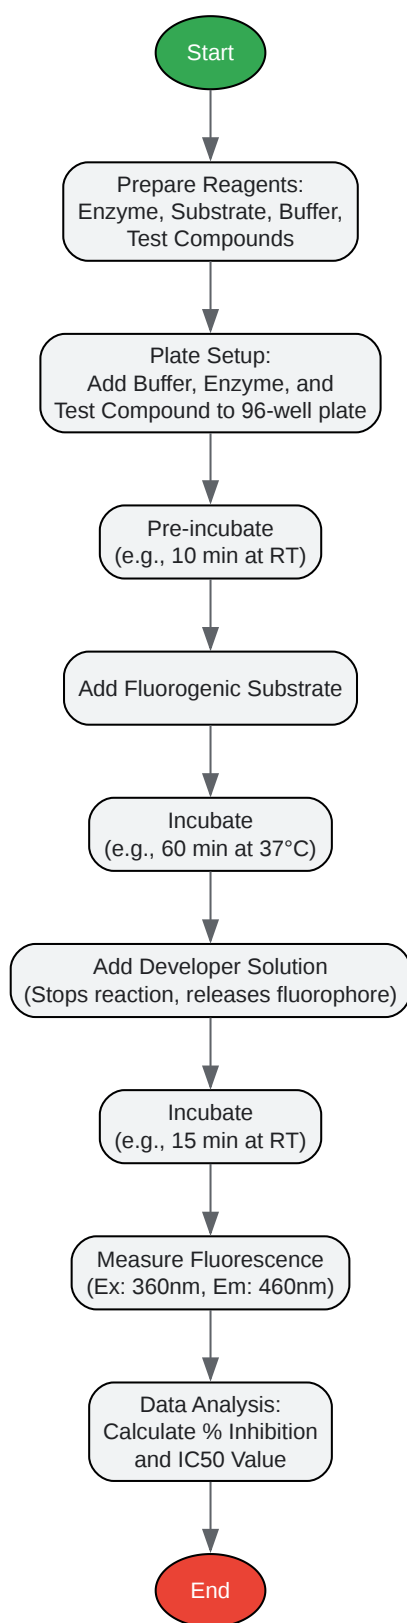 Start
Prepare Reagents:
Enzyme, Substrate, Buffer,
Test Compounds
Plate Setup:
Add Buffer, Enzyme, and
Test Compound to 96-well plate
Pre-incubate
(e.g., 10 min at RT)
Add Fluorogenic Substrate
Incubate
(e.g., 60 min at 37°C)
Add Developer Solution
(Stops reaction, releases fluorophore)
Incubate
(e.g., 15 min at RT)
Measure Fluorescence
(Ex: 360nm, Em: 460nm)
Data Analysis:
Calculate % Inhibition
and IC50 Value
End